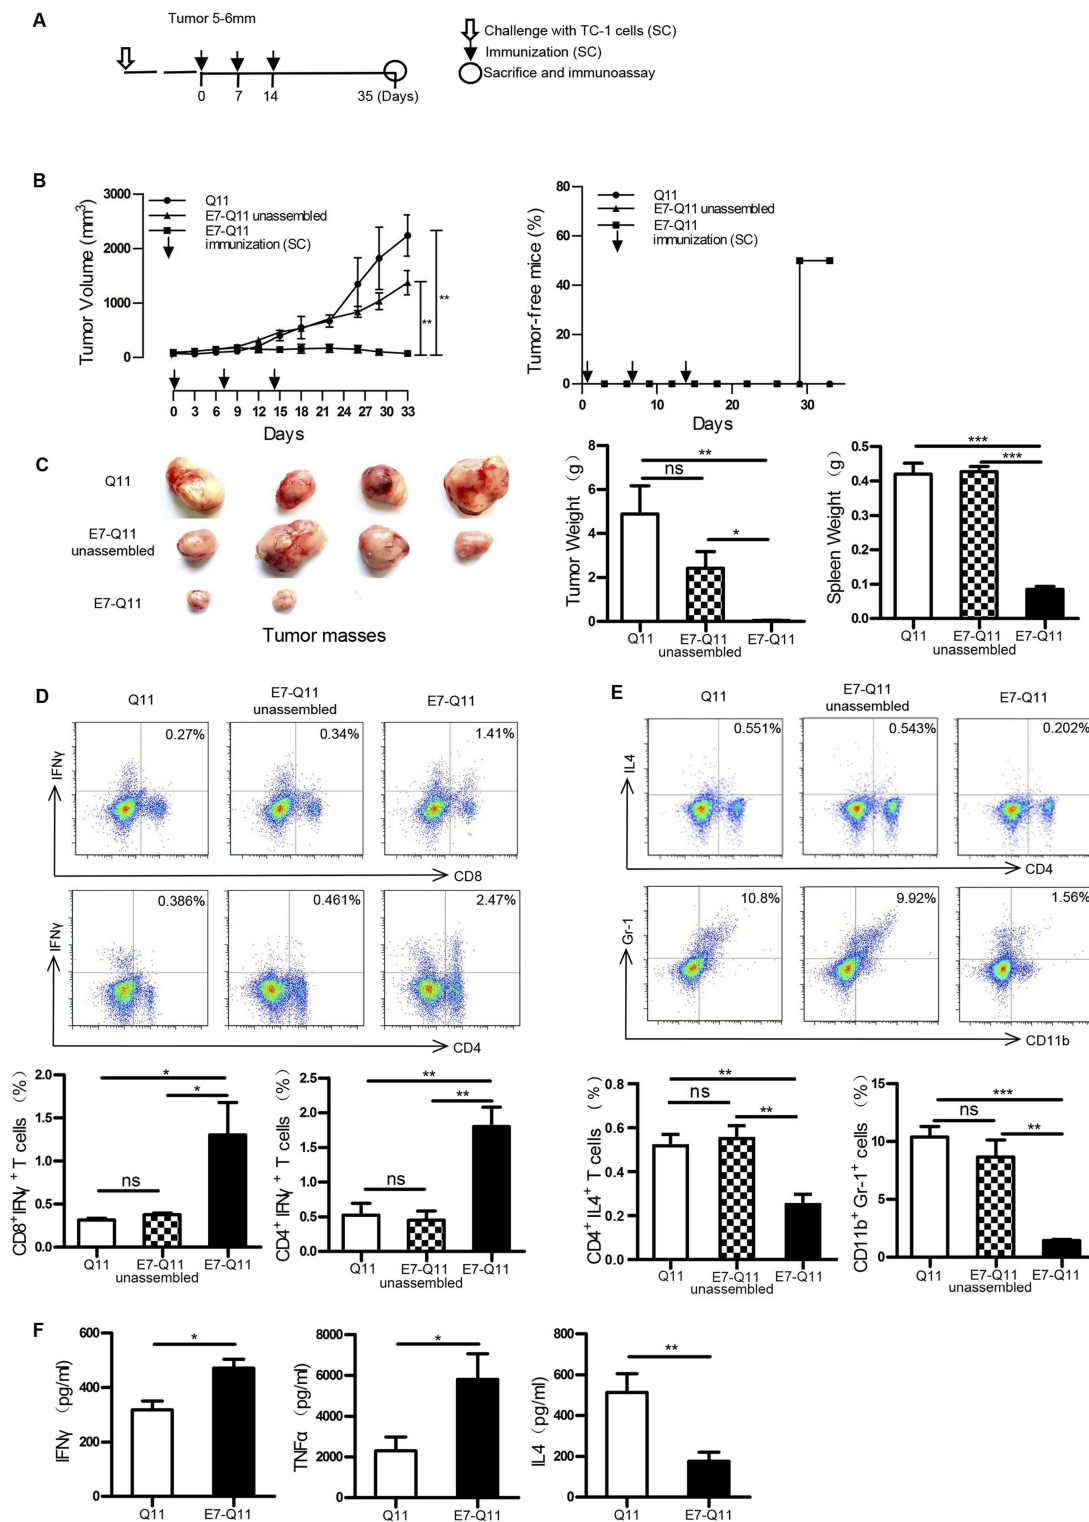 A
Tumor 5-6mm
0 7 14 35 (Days)
Challenge with TC-1 cells (SC)
Immunization (SC)
Sacrifice and immunoassay
B
Tumor Volume (mm³)
3000
2000
1000
0
Q11
E7-Q11 unassembled
E7-Q11
immunization (SC)
**
**
0 3 6 9 12 15 18 21 24 27 30 33
Days
Tumor-free mice (%)
80
60
40
20
0
Q11
E7-Q11 unassembled
E7-Q11
immunization (SC)
0 10 20 30
Days
C
Q11
E7-Q11
unassembled
E7-Q11
Tumor masses
Tumor Weight (g)
8
6
4
2
0
**
ns
*
Q11 E7-Q11 E7-Q11
unassembled
Spleen Weight (g)
0.5
0.4
0.3
0.2
0.1
0.0
***
***
Q11 E7-Q11 E7-Q11
unassembled
D
Q11
E7-Q11
unassembled
E7-Q11
IFNγ
0.27% 0.34% 1.41%
CD8
IFNγ
0.386% 0.461% 2.47%
CD4
CD8⁺IFNγ⁺ T cells (%)
2.0
1.5
1.0
0.5
0.0
*
*
ns
Q11 E7-Q11 E7-Q11
unassembled
CD4⁺ IFNγ⁺ T cells (%)
2.5
2.0
1.5
1.0
0.5
0.0
**
**
ns
Q11 E7-Q11 E7-Q11
unassembled
E
Q11
E7-Q11
unassembled
E7-Q11
IL4
0.551% 0.543% 0.202%
CD4
Gr-1
10.8% 9.92% 1.56%
CD11b
CD4⁺ IL4⁺ T cells (%)
0.8
0.6
0.4
0.2
0.0
**
ns
**
Q11 E7-Q11 E7-Q11
unassembled
CD11b⁺ Gr-1⁺ cells (%)
15
10
5
0
***
ns
**
Q11 E7-Q11 E7-Q11
unassembled
F
IFNγ (pg/ml)
600
400
200
0
*
Q11 E7-Q11
TNFα (pg/ml)
8000
6000
4000
2000
0
*
Q11 E7-Q11
IL4 (pg/ml)
800
600
400
200
0
**
Q11 E7-Q11